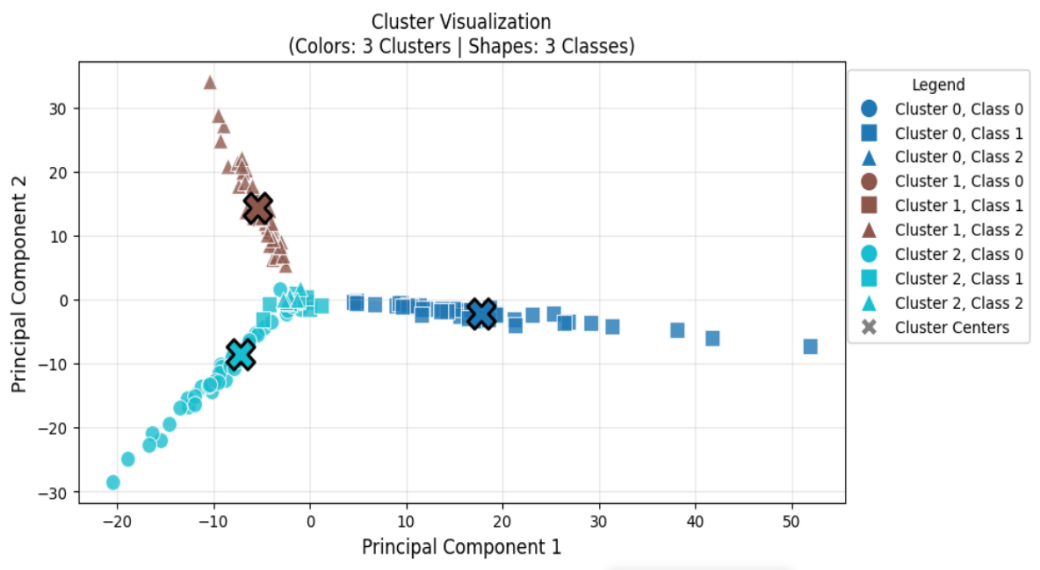 Cluster Visualization
(Colors: 3 Clusters | Shapes: 3 Classes)
Principal Component 2
30
20
10
0
−10
−20
−30
−20
−10
0
10
20
30
40
50
Principal Component 1
Legend
Cluster 0, Class 0
Cluster 0, Class 1
Cluster 0, Class 2
Cluster 1, Class 0
Cluster 1, Class 1
Cluster 1, Class 2
Cluster 2, Class 0
Cluster 2, Class 1
Cluster 2, Class 2
Cluster Centers